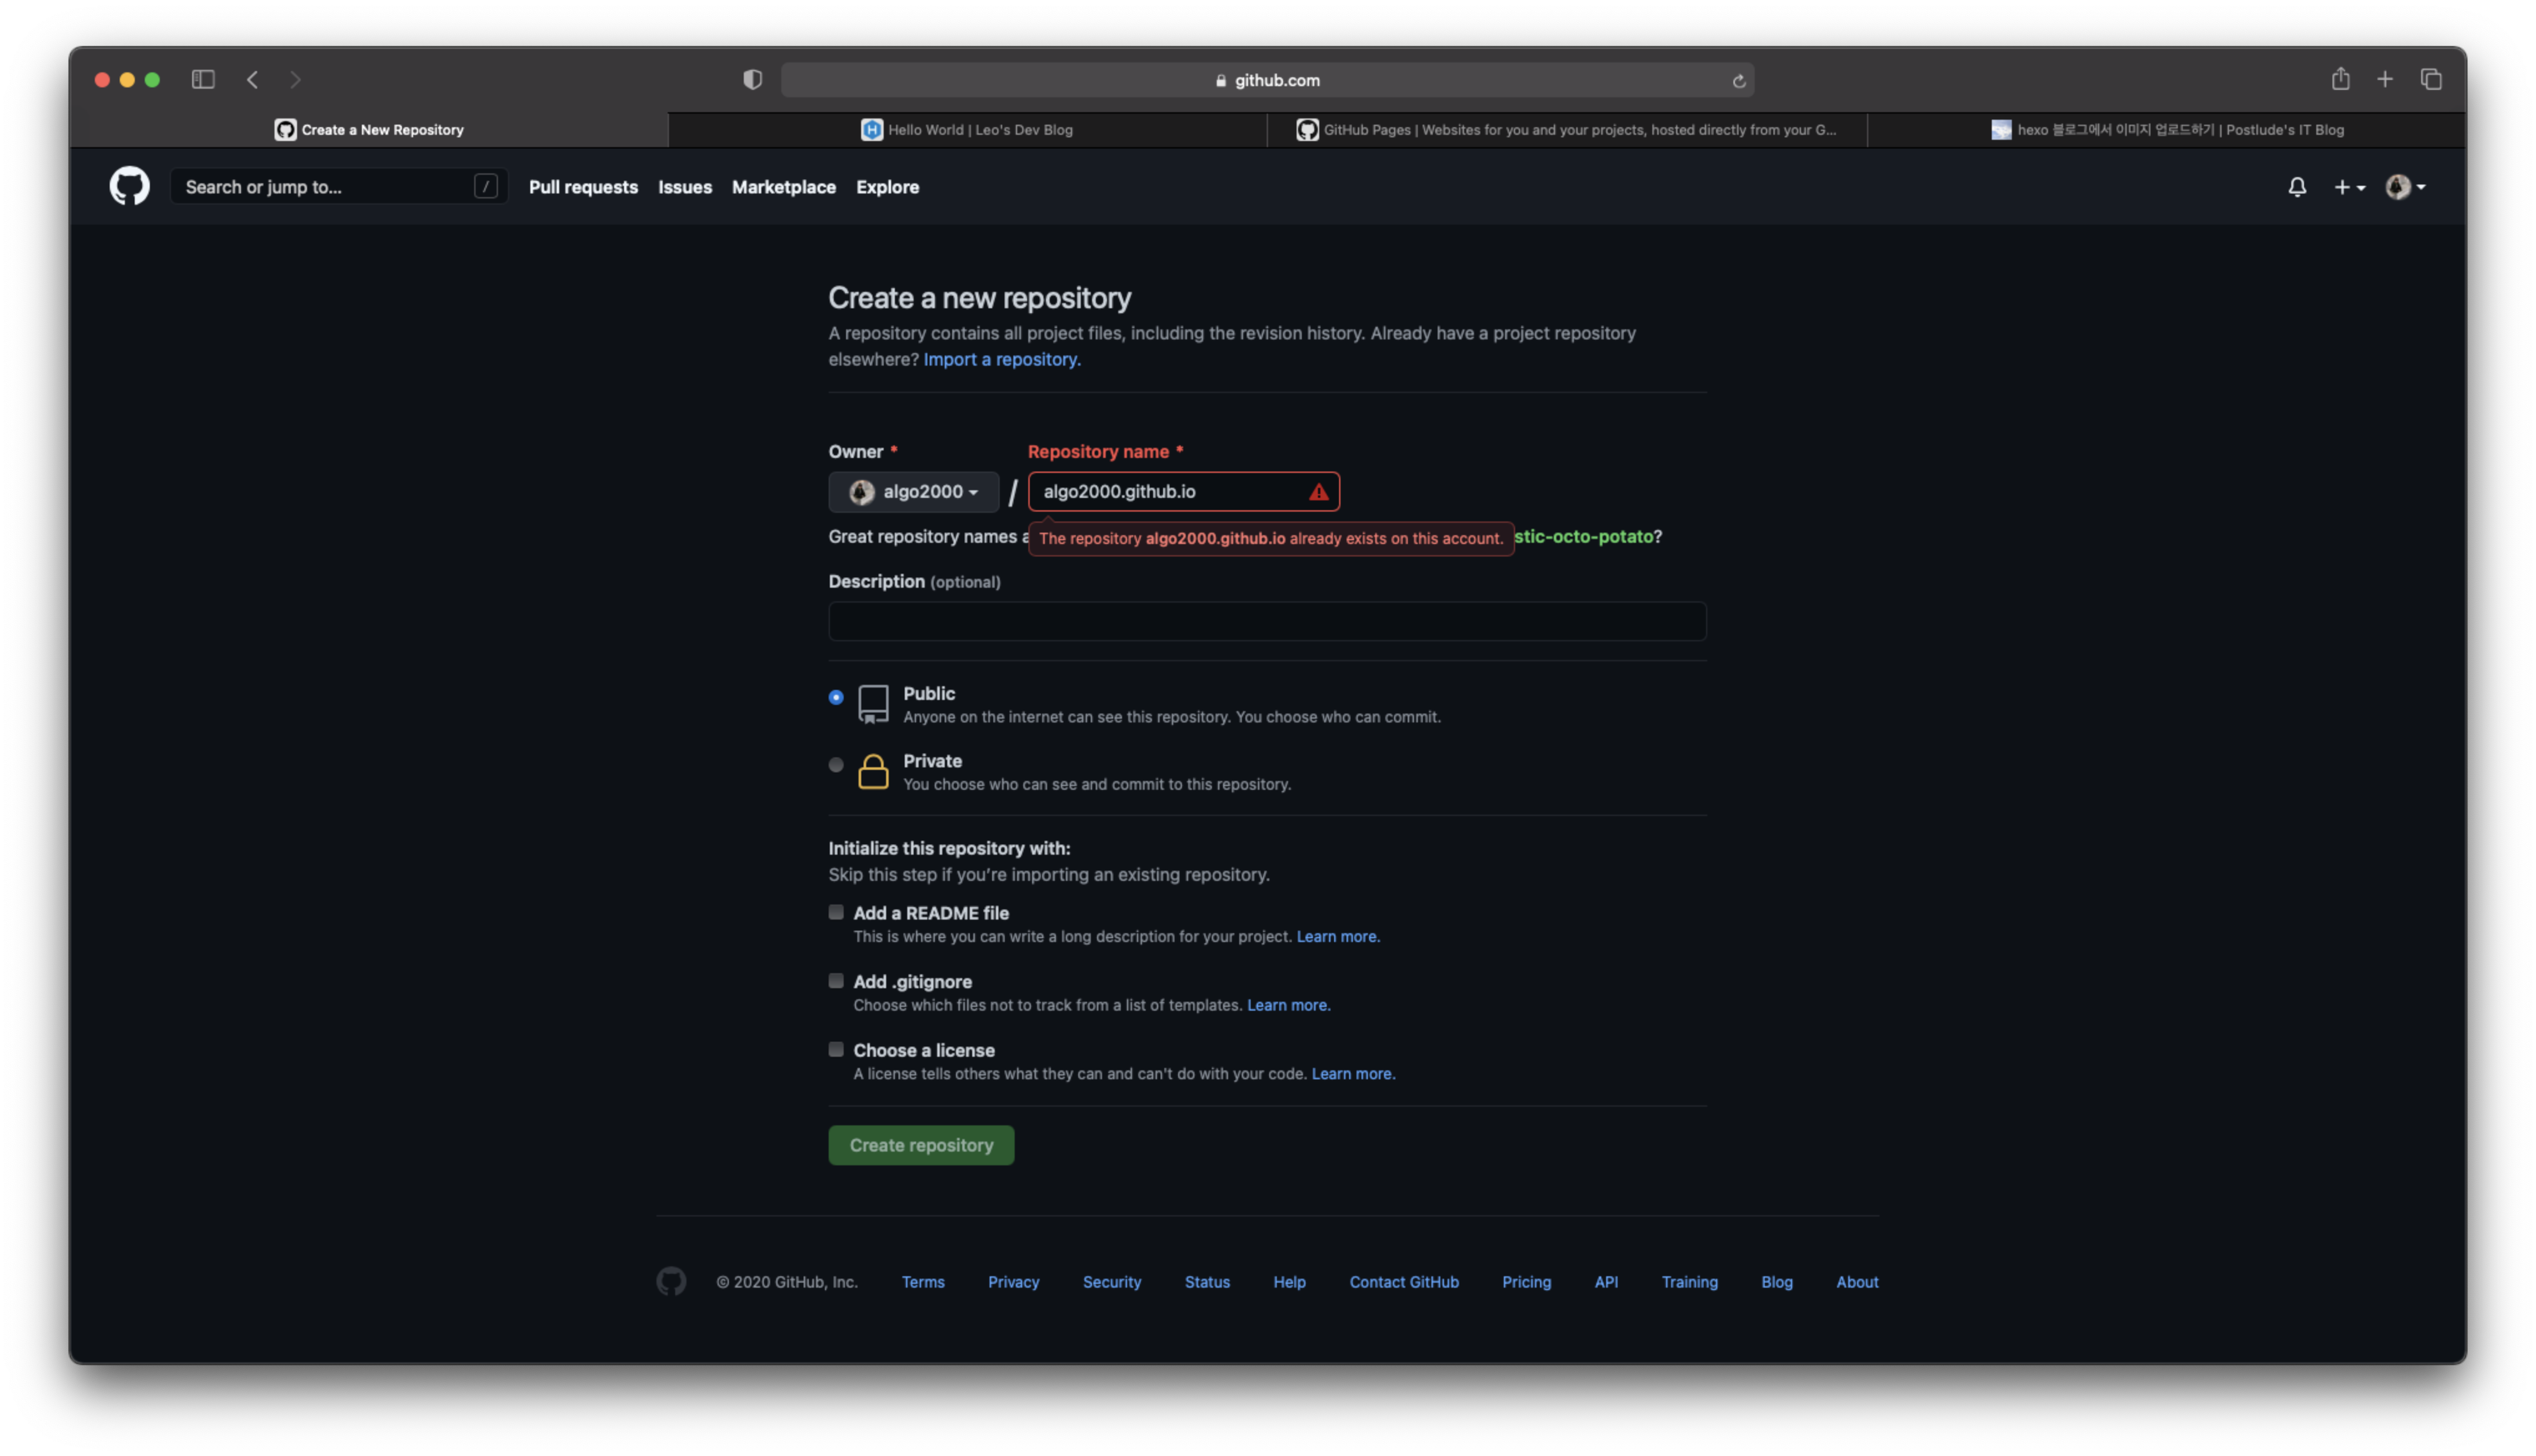 github.com
Create a New Repository
Hello World | Leo's Dev Blog
GitHub Pages | Websites for you and your projects, hosted directly from your G...
hexo 블로그에서 이미지 업로드하기 | Postlude's IT Blog
Search or jump to... /
Pull requests Issues Marketplace Explore
Create a new repository
A repository contains all project files, including the revision history. Already have a project repository
elsewhere? Import a repository.
Owner * Repository name *
algo2000 / algo2000.github.io
Great repository names a
The repository algo2000.github.io already exists on this account.
stic-octo-potato?
Description (optional)
Public
Anyone on the internet can see this repository. You choose who can commit.
Private
You choose who can see and commit to this repository.
Initialize this repository with:
Skip this step if you're importing an existing repository.
Add a README file
This is where you can write a long description for your project. Learn more.
Add .gitignore
Choose which files not to track from a list of templates. Learn more.
Choose a license
A license tells others what they can and can't do with your code. Learn more.
Create repository
© 2020 GitHub, Inc. Terms Privacy Security Status Help Contact GitHub Pricing API Training Blog About